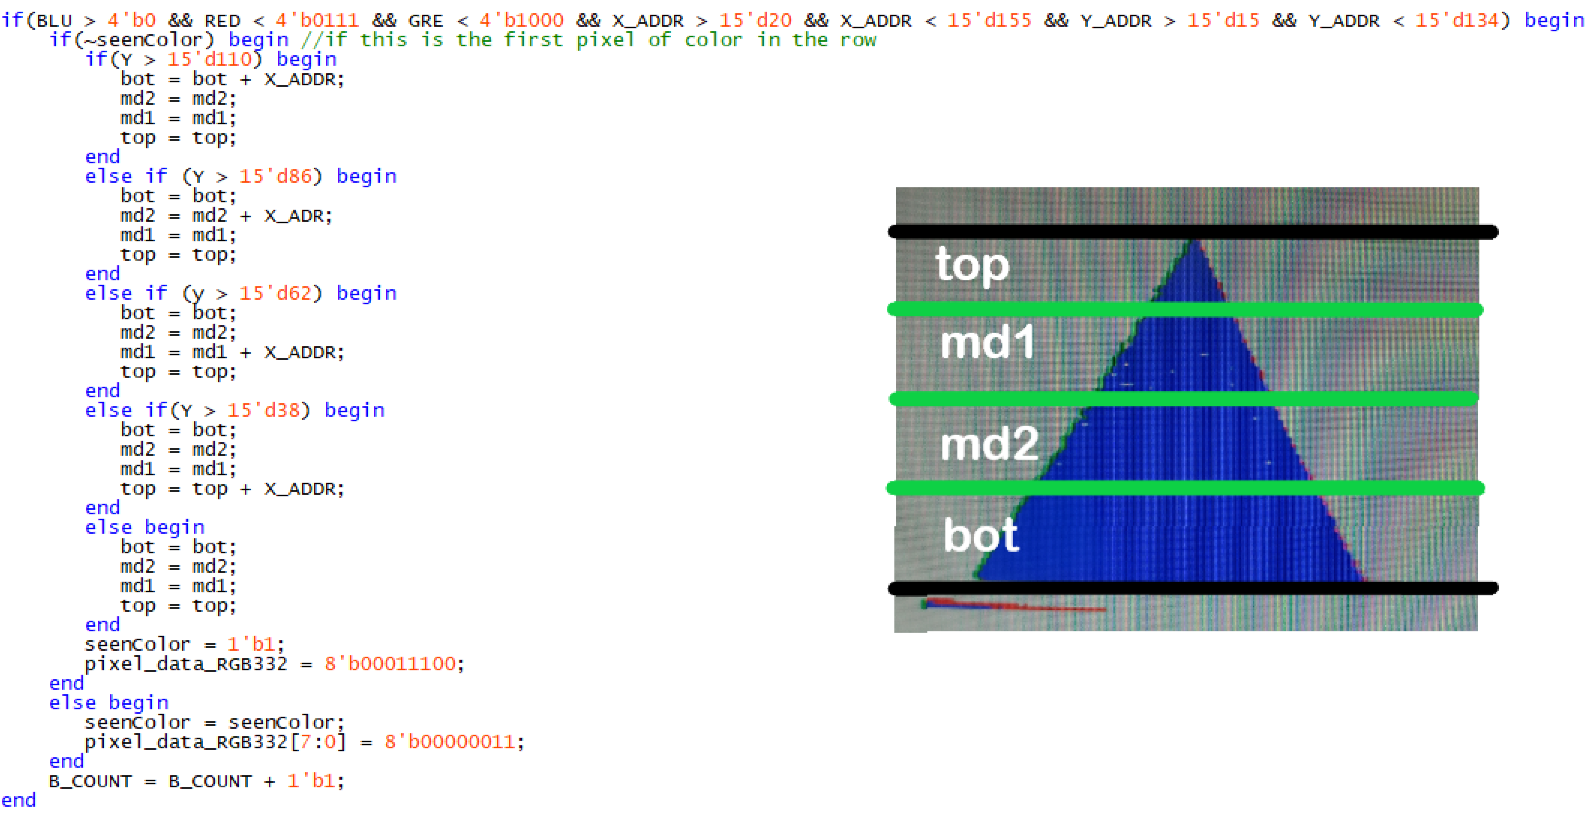 if(BLU > 4'b0 && RED < 4'b0111 && GRE < 4'b1000 && X_ADDR > 15'd20 && X_ADDR < 15'd155 && Y_ADDR > 15'd15 && Y_ADDR < 15'd134) begin
if(~seenColor) begin //if this is the first pixel of color in the row
if(Y > 15'd110) begin
bot = bot + X_ADDR;
md2 = md2;
md1 = md1;
top = top;
end
else if (Y > 15'd86) begin
bot = bot;
md2 = md2 + X_ADR;
md1 = md1;
top = top;
end
else if (y > 15'd62) begin
bot = bot;
md2 = md2;
md1 = md1 + X_ADDR;
top = top;
end
else if(Y > 15'd38) begin
bot = bot;
md2 = md2;
md1 = md1;
top = top + X_ADDR;
end
else begin
bot = bot;
md2 = md2;
md1 = md1;
top = top;
end
seenColor = 1'b1;
pixel_data_RGB332 = 8'b00011100;
end
else begin
seenColor = seenColor;
pixel_data_RGB332[7:0] = 8'b00000011;
end
B_COUNT = B_COUNT + 1'b1;
end
top
md1
md2
bot